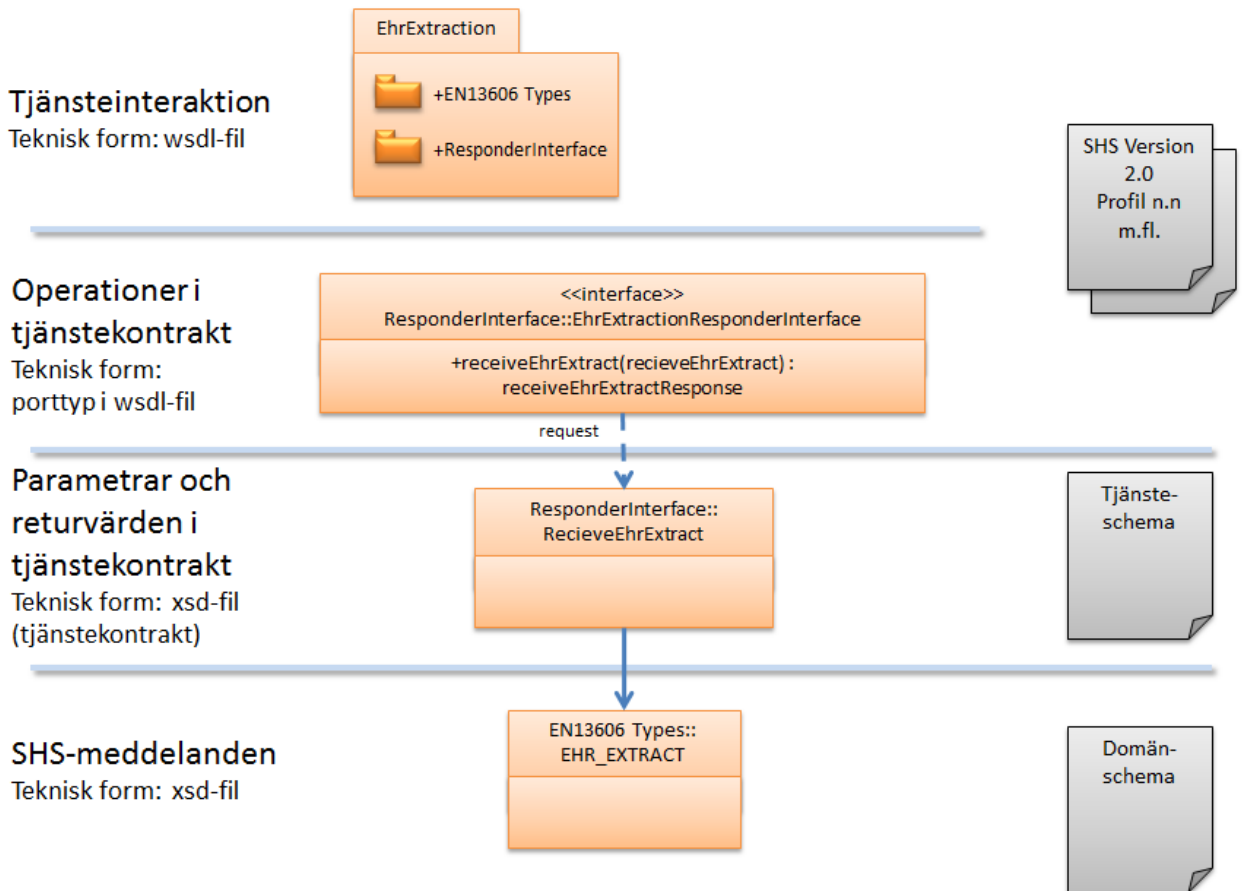 EhrExtraction
+EN13606 Types
+ResponderInterface
Tjänsteinteraktion
Teknisk form: wsdl-fil
SHS Version
2.0
Profil n.n
m.fl.
Operationer i
tjänstekontrakt
Teknisk form:
porttyp i wsdl-fil
<<interface>>
ResponderInterface::EhrExtractionResponderInterface
+receiveEhrExtract(recieveEhrExtract) :
receiveEhrExtractResponse
request
Parametrar och
returvärden i
tjänstekontrakt
Teknisk form: xsd-fil
(tjänstekontrakt)
ResponderInterface::
RecieveEhrExtract
Tjänste-
schema
SHS-meddelanden
Teknisk form: xsd-fil
EN13606 Types::
EHR_EXTRACT
Domän-
schema